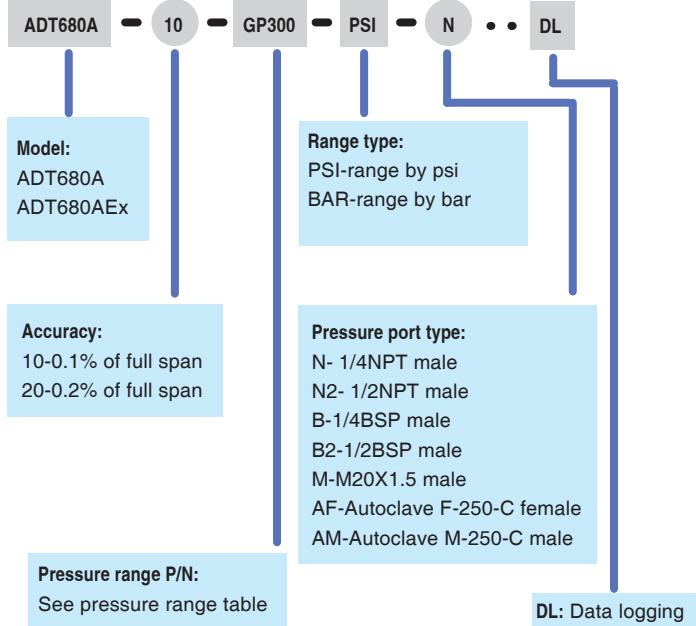 ADT680A - 10 - GP300 - PSI - N • • DL
Model:
ADT680A
ADT680AEx
Range type:
PSI-range by psi
BAR-range by bar
Accuracy:
10-0.1% of full span
20-0.2% of full span
Pressure port type:
N- 1/4NPT male
N2- 1/2NPT male
B-1/4BSP male
B2-1/2BSP male
M-M20X1.5 male
AF-Autoclave F-250-C female
AM-Autoclave M-250-C male
Pressure range P/N:
See pressure range table
DL: Data logging